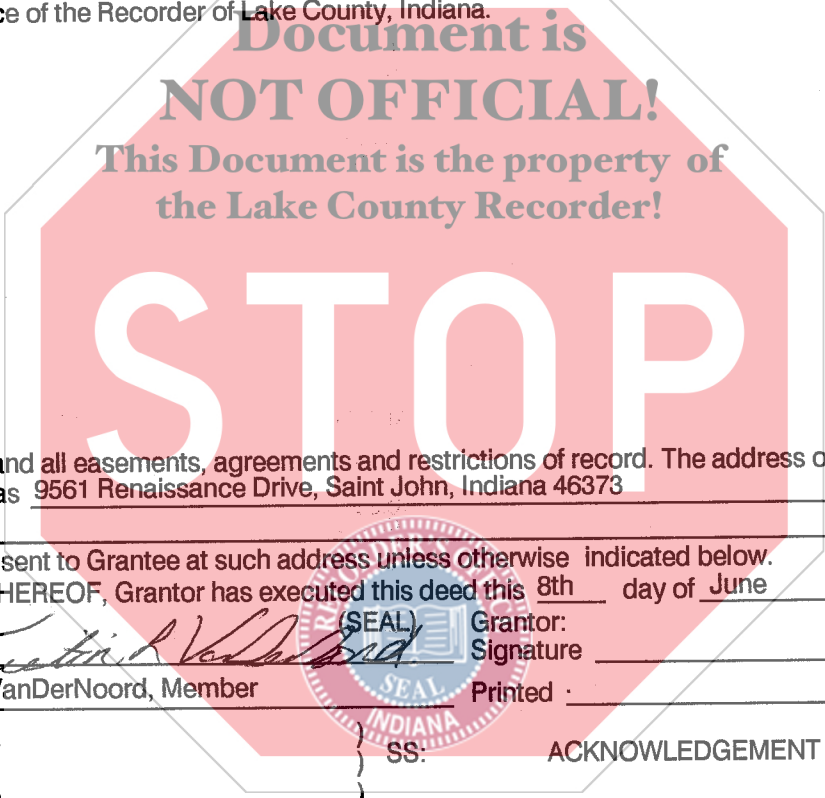 ce of the Recorder of Lake County, Indiana.
Document is
NOT OFFICIAL!
This Document is the property of
the Lake County Recorder!
STOP
and all easements, agreements and restrictions of record. The address o
as 9561 Renaissance Drive, Saint John, Indiana 46373
sent to Grantee at such address unless otherwise indicated below.
HEREOF, Grantor has executed this deed this 8th day of June
(SEAL) Grantor:
Signature
VanDerNoord, Member Printed
RECORDER'S OFFIC
SEAL
INDIANA
) SS: ACKNOWLEDGEMENT
)
)